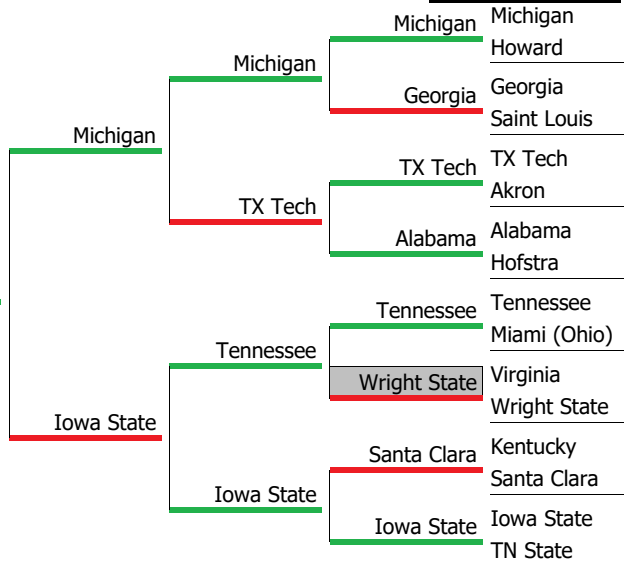 Michigan
Michigan
Howard
Michigan
Georgia
Georgia
Saint Louis
Michigan
TX Tech
TX Tech
Akron
TX Tech
Alabama
Alabama
Hofstra
Tennessee
Tennessee
Miami (Ohio)
Tennessee
Wright State
Virginia
Wright State
Iowa State
Santa Clara
Kentucky
Santa Clara
Iowa State
Iowa State
Iowa State
TN State